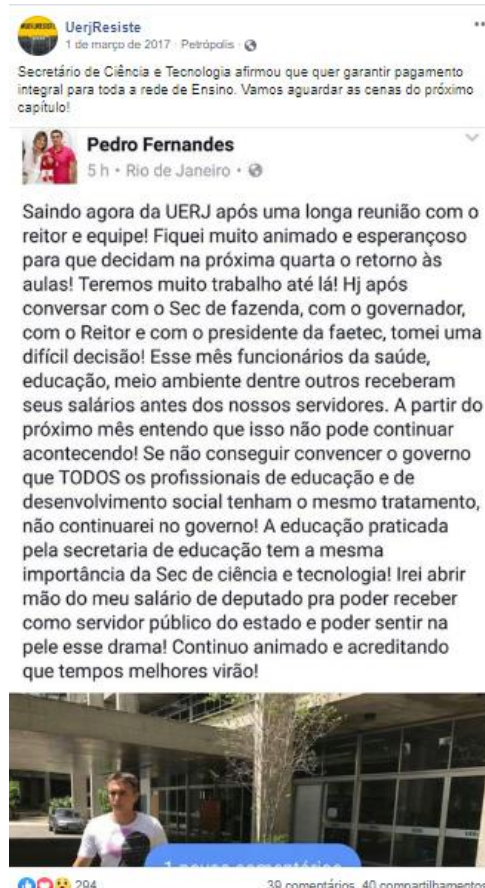 UerjResiste
1 de março de 2017 · Petrópolis ·
Secretário de Ciência e Tecnologia afirmou que quer garantir pagamento
integral para toda a rede de Ensino. Vamos aguardar as cenas do próximo
capítulo!
Pedro Fernandes
5 h · Rio de Janeiro ·
Saindo agora da UERJ após uma longa reunião com o
reitor e equipe! Fiquei muito animado e esperançoso
para que decidam na próxima quarta o retorno às
aulas! Teremos muito trabalho até lá! Hj após
conversar com o Sec de fazenda, com o governador,
com o Reitor e com o presidente da faetec, tomei uma
difícil decisão! Esse mês funcionários da saúde,
educação, meio ambiente dentre outros receberam
seus salários antes dos nossos servidores. A partir do
próximo mês entendo que isso não pode continuar
acontecendo! Se não conseguir convencer o governo
que TODOS os profissionais de educação e de
desenvolvimento social tenham o mesmo tratamento,
não continuarei no governo! A educação praticada
pela secretaria de educação tem a mesma
importância da Sec de ciência e tecnologia! Irei abrir
mão do meu salário de deputado pra poder receber
como servidor público do estado e poder sentir na
pele esse drama! Continuo animado e acreditando
que tempos melhores virão!
294
39 comentários 40 compartilhamentos